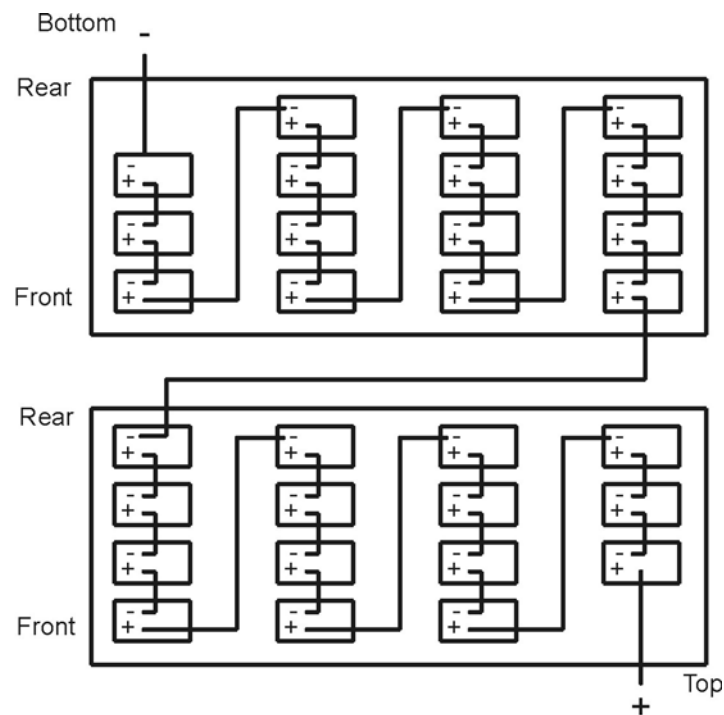 Bottom -
Rear
- - -
+ + +
- - - -
+ + + +
- - - -
+ + + +
Front
- - - -
+ + + +
Rear
- - - -
+ + + +
- - - -
+ + + +
- - - -
+ + + +
Front
- - -
+ + +
Top
+